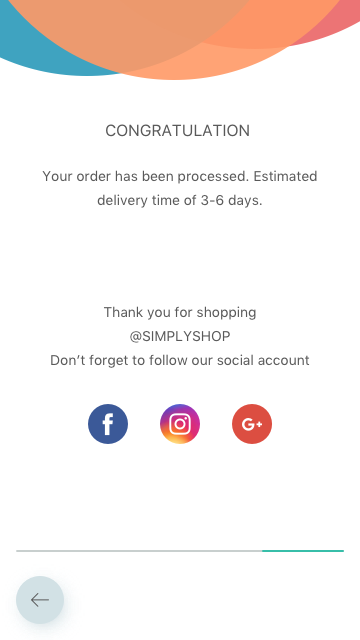 CONGRATULATION
Your order has been processed. Estimated
delivery time of 3-6 days.
Thank you for shopping
@SIMPLYSHOP
Don’t forget to follow our social account
f
G+